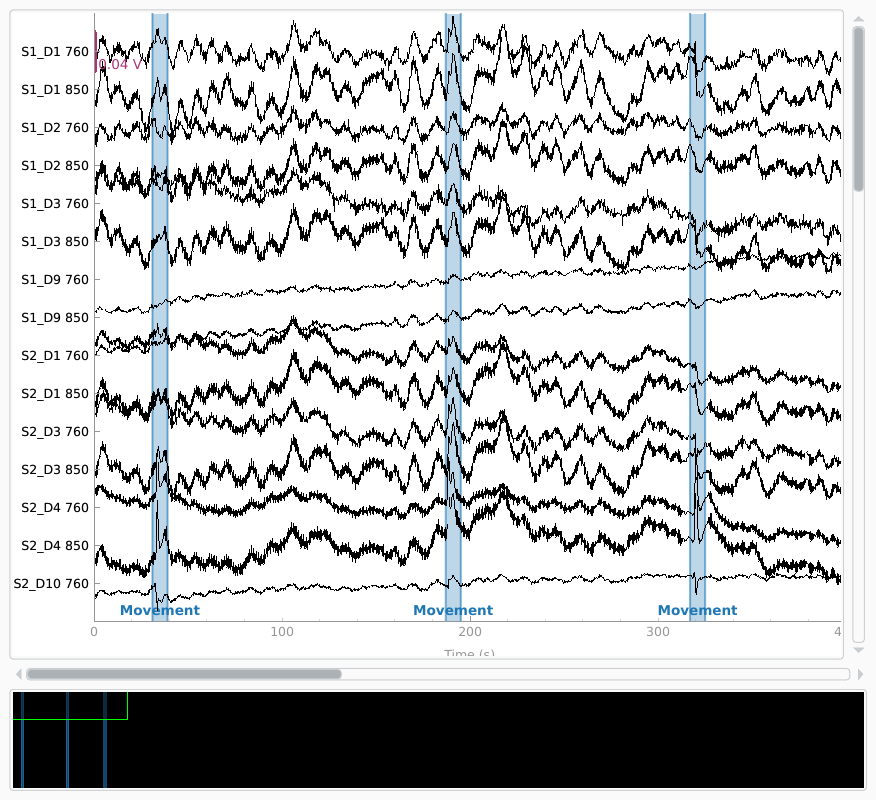 S1_D1 760
0.04 V
S1_D1 850
S1_D2 760
S1_D2 850
S1_D3 760
S1_D3 850
S1_D9 760
S1_D9 850
S2_D1 760
S2_D1 850
S2_D3 760
S2_D3 850
S2_D4 760
S2_D4 850
S2_D10 760
Movement Movement Movement
0 100 200 300 4
Time (s)